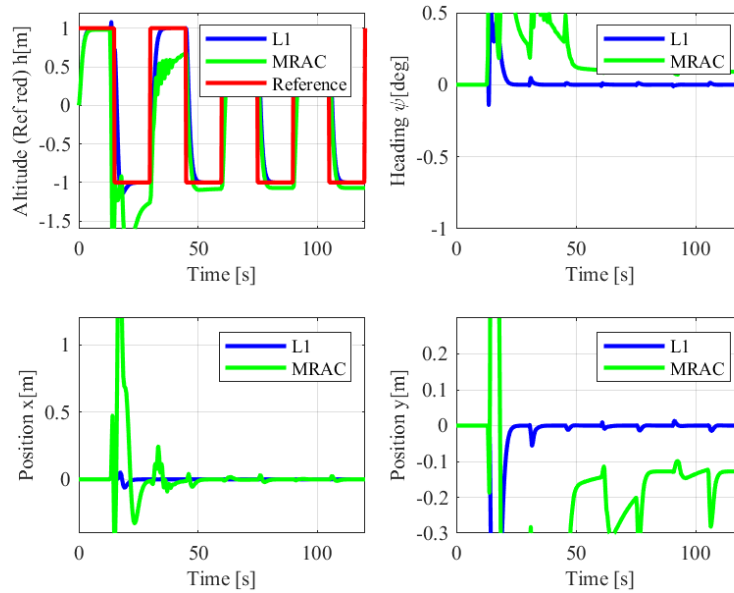 Altitude (Ref red) h[m]
1
0.5
0
-0.5
-1
-1.5
L1
MRAC
Reference
0
50
100
Time [s]
Heading ψ[deg]
0.5
0
-0.5
-1
L1
MRAC
0
50
100
Time [s]
Position x[m]
1
0.5
0
L1
MRAC
0
50
100
Time [s]
Position y[m]
0.2
0.1
0
-0.1
-0.2
-0.3
L1
MRAC
0
50
100
Time [s]